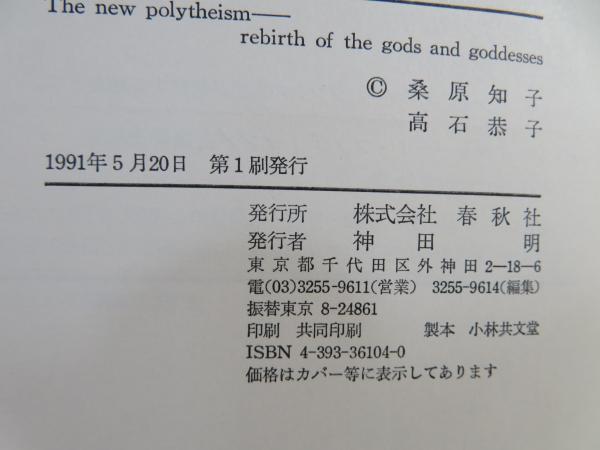 The new polytheism——
rebirth of the gods and goddesses
© 桑原知子
高石恭子
1991年5月20日 第1刷発行
発行所 株式会社 春秋社
発行者 神田 明
東京都千代田区外神田2—18—6
電(03)3255-9611(営業) 3255-9614(編集)
振替東京 8-24861
印刷 共同印刷 製本 小林共文堂
ISBN 4-393-36104-0
価格はカバー等に表示してあります